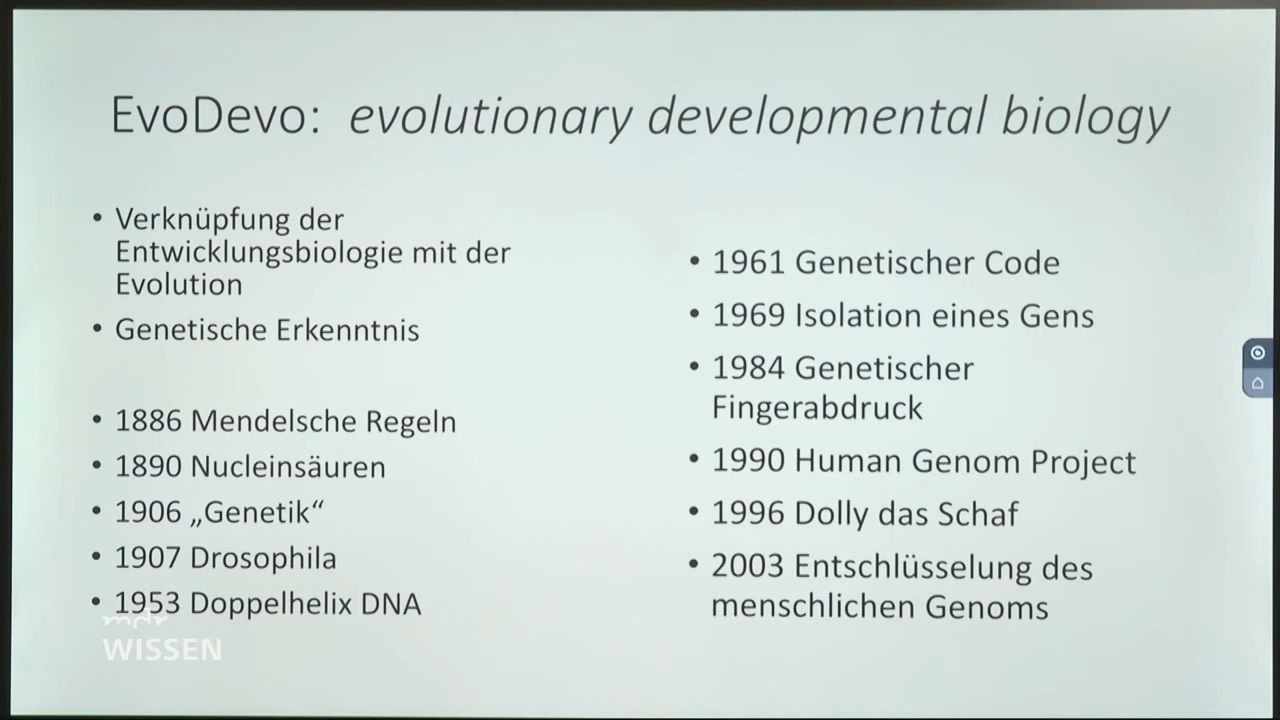 EvoDevo: evolutionary developmental biology
• Verknüpfung der
Entwicklungsbiologie mit der
Evolution
• Genetische Erkenntnis
• 1886 Mendelsche Regeln
• 1890 Nucleinsäuren
• 1906 „Genetik“
• 1907 Drosophila
• 1953 Doppelhelix DNA
• 1961 Genetischer Code
• 1969 Isolation eines Gens
• 1984 Genetischer
Fingerabdruck
• 1990 Human Genom Project
• 1996 Dolly das Schaf
• 2003 Entschlüsselung des
menschlichen Genoms
mdr
WISSEN